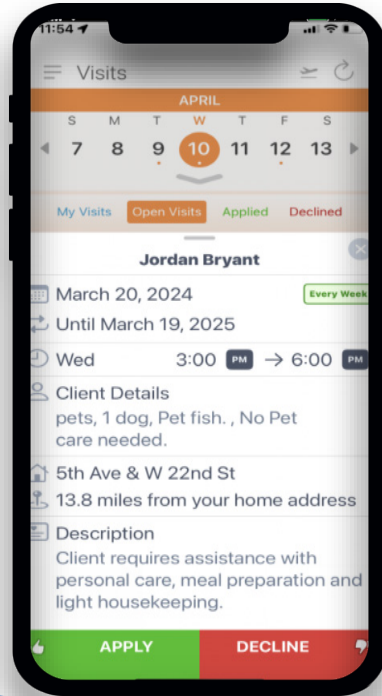 11:54
Visits
APRIL
S M T W T F S
7 8 9 10 11 12 13
My Visits Open Visits Applied Declined
Jordan Bryant
March 20, 2024 Every Week
Until March 19, 2025
Wed 3:00 PM → 6:00 PM
Client Details
pets, 1 dog, Pet fish. , No Pet
care needed.
5th Ave & W 22nd St
13.8 miles from your home address
Description
Client requires assistance with
personal care, meal preparation and
light housekeeping.
APPLY DECLINE